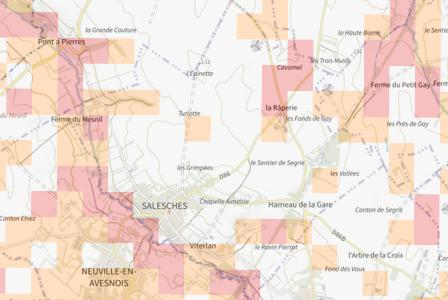 la Grande Couture
la Haute Borne
Pont à Pierres
les Trois Muids
Cavomel
l'Épinette
Ferme du Petit Gay
la Râperie
Turlotte
Ferme du Mesnil
les Fonds de Gay
les Prés de Gay
le Sentier de Segrie
les Grimpées
D86
les Vallées
Chapelle Aimable
SALESCHES
Hameau de la Gare
Canton de Segris
Canton Ehiez
D86B
Viterlan
le Ravin Pierrot
l'Arbre de la Croix
Fond des Vaux
NEUVILLE-EN-
AVESNOIS